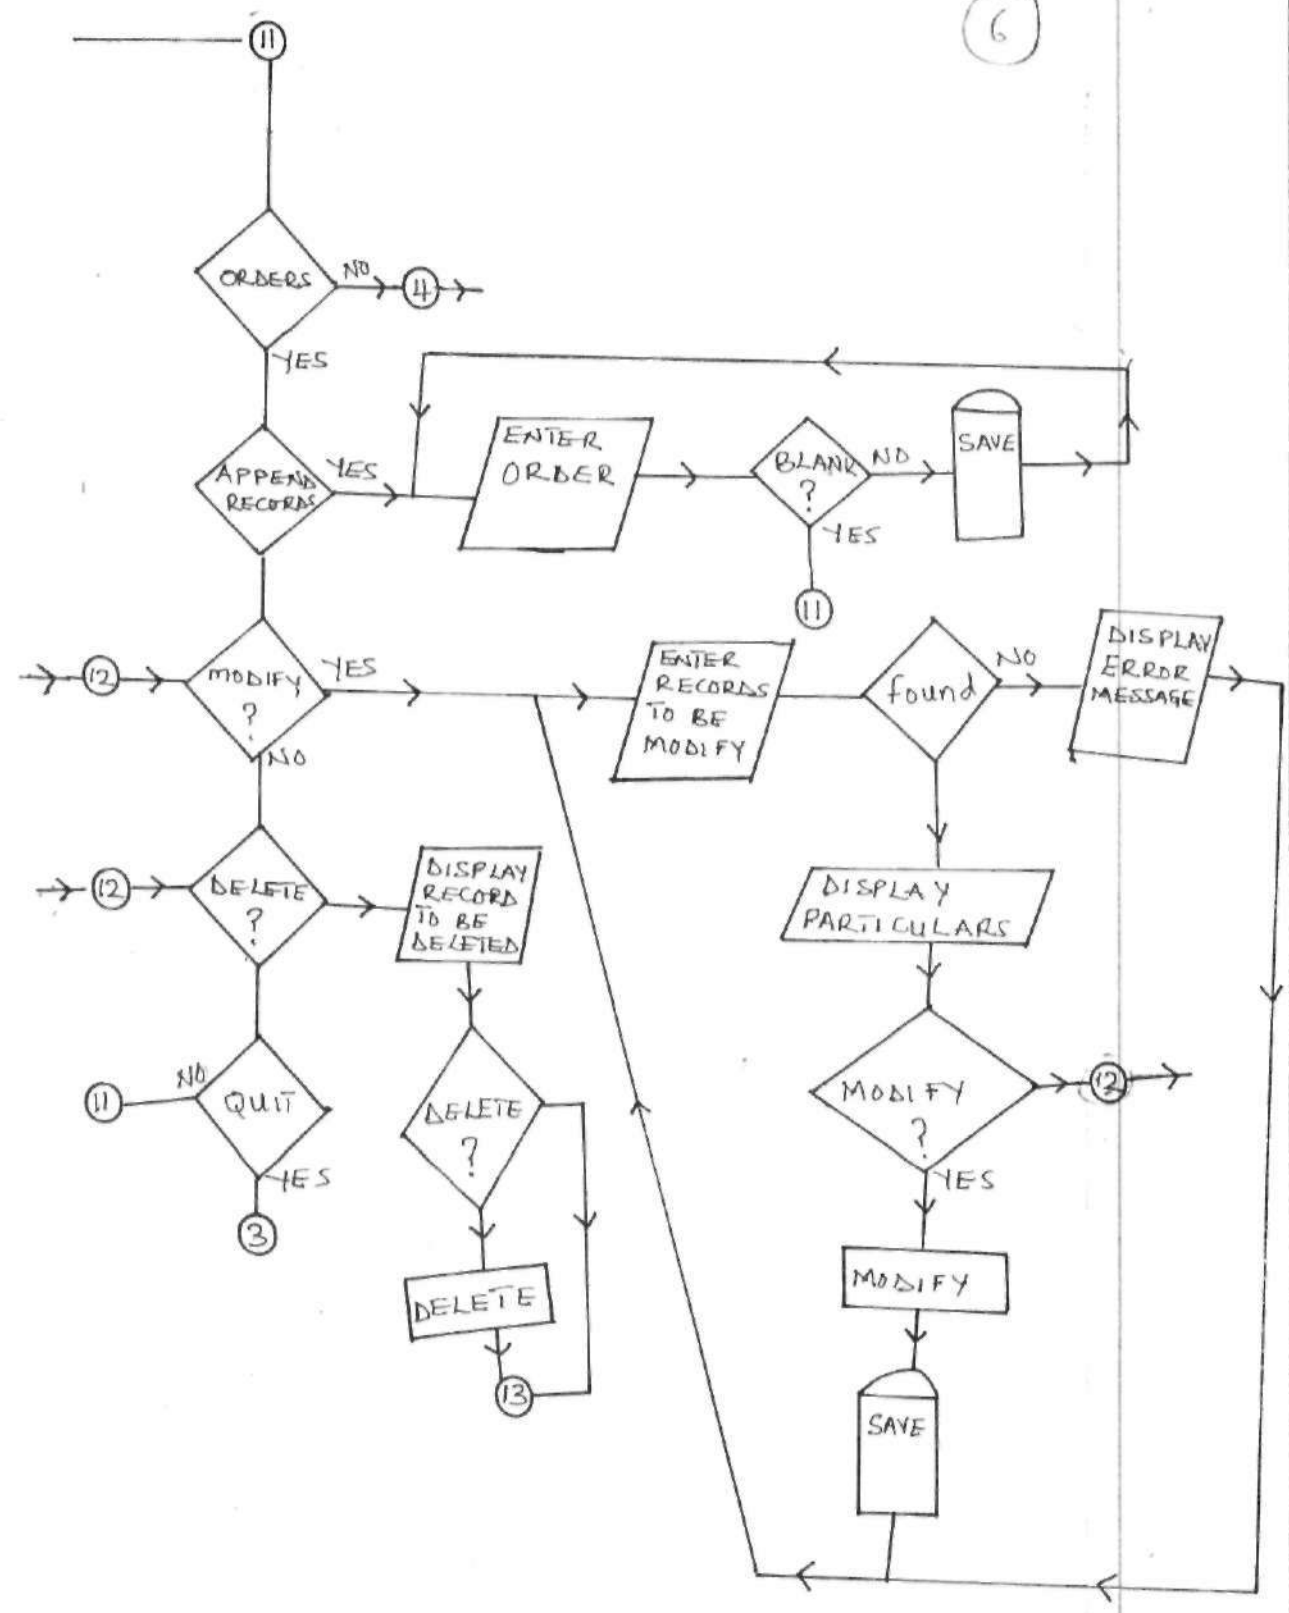 6
11
ORDERS
NO
4
YES
APPEND
RECORDS
YES
ENTER
ORDER
BLANK
?
NO
SAVE
YES
11
12
MODIFY
?
YES
NO
ENTER
RECORDS
TO BE
MODIFY
found
NO
DISPLAY
ERROR
MESSAGE
12
DELETE
?
DISPLAY
RECORD
TO BE
DELETED
DISPLAY
PARTICULARS
11
NO
QUIT
YES
3
DELETE
?
MODIFY
?
12
YES
DELETE
13
MODIFY
SAVE